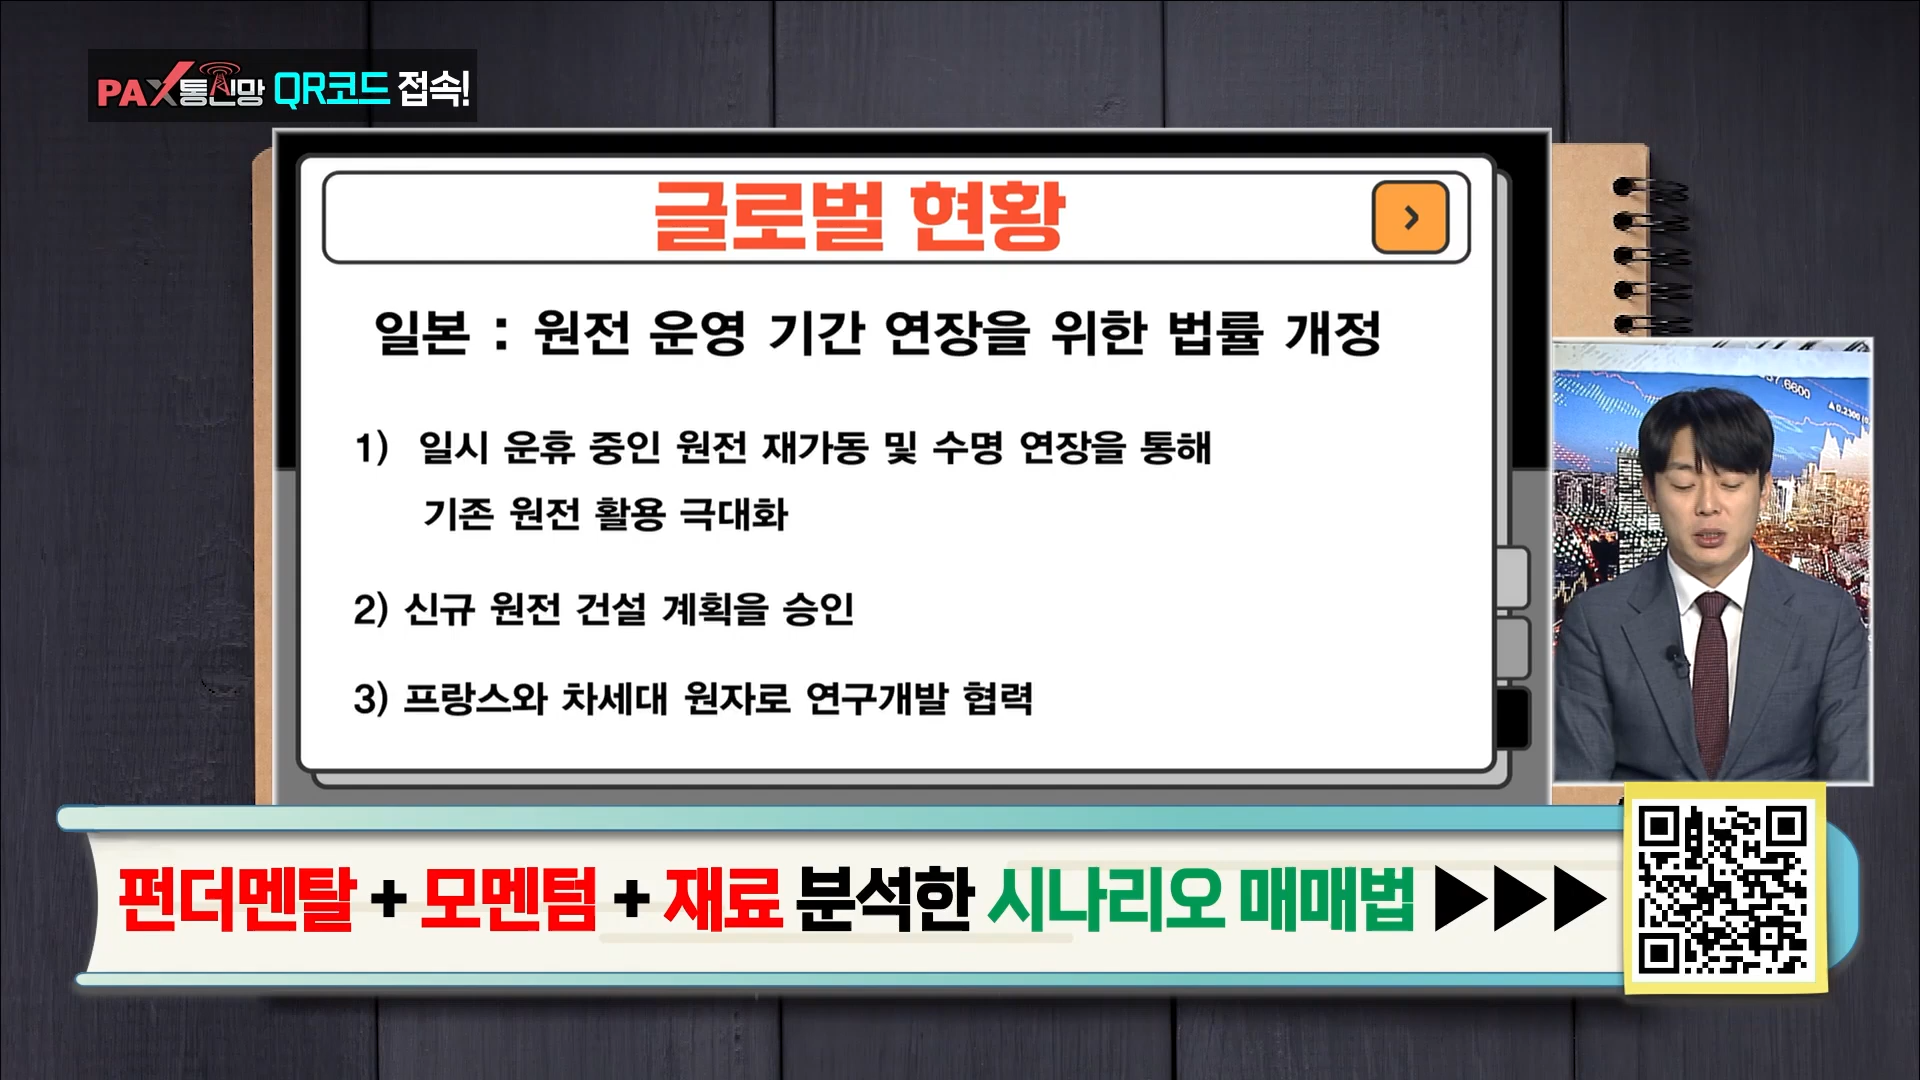 PAX통신망 QR코드 접속!
글로벌 현황
일본 : 원전 운영 기간 연장을 위한 법률 개정
1) 일시 운휴 중인 원전 재가동 및 수명 연장을 통해
기존 원전 활용 극대화
2) 신규 원전 건설 계획을 승인
3) 프랑스와 차세대 원자로 연구개발 협력
37.6600
▲0.2300
펀더멘탈 + 모멘텀 + 재료 분석한 시나리오 매매법 ▶▶▶